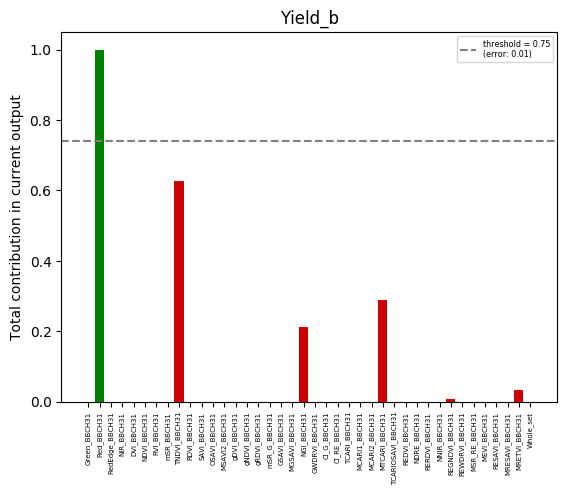 Yield_b
threshold = 0.75
(error: 0.01)
Total contribution in current output
1.0
0.8
0.6
0.4
0.2
0.0
Green_BBCH31
Red_BBCH31
RedEdge_BBCH31
NIR_BBCH31
DVI_BBCH31
NDVI_BBCH31
RVI_BBCH31
mSR_BBCH31
TNDVI_BBCH31
RDVI_BBCH31
SAVI_BBCH31
OSAVI_BBCH31
MSAVI2_BBCH31
gDVI_BBCH31
gNDVI_BBCH31
gRDVI_BBCH31
mSR_G_BBCH31
GSAVI_BBCH31
MGSAVI_BBCH31
NGI_BBCH31
GWDRVI_BBCH31
CI_G_BBCH31
CI_RE_BBCH31
TCARI_BBCH31
MCARI1_BBCH31
MCARI2_BBCH31
MTCARI_BBCH31
TCARIOSAVI_BBCH31
REDVI_BBCH31
NDRE_BBCH31
RERDVI_BBCH31
NNIR_BBCH31
REGNDVI_BBCH31
REWDRVI_BBCH31
MSR_RE_BBCH31
MEVI_BBCH31
RESAVI_BBCH31
MRESAVI_BBCH31
MRETVI_BBCH31
Whole_set